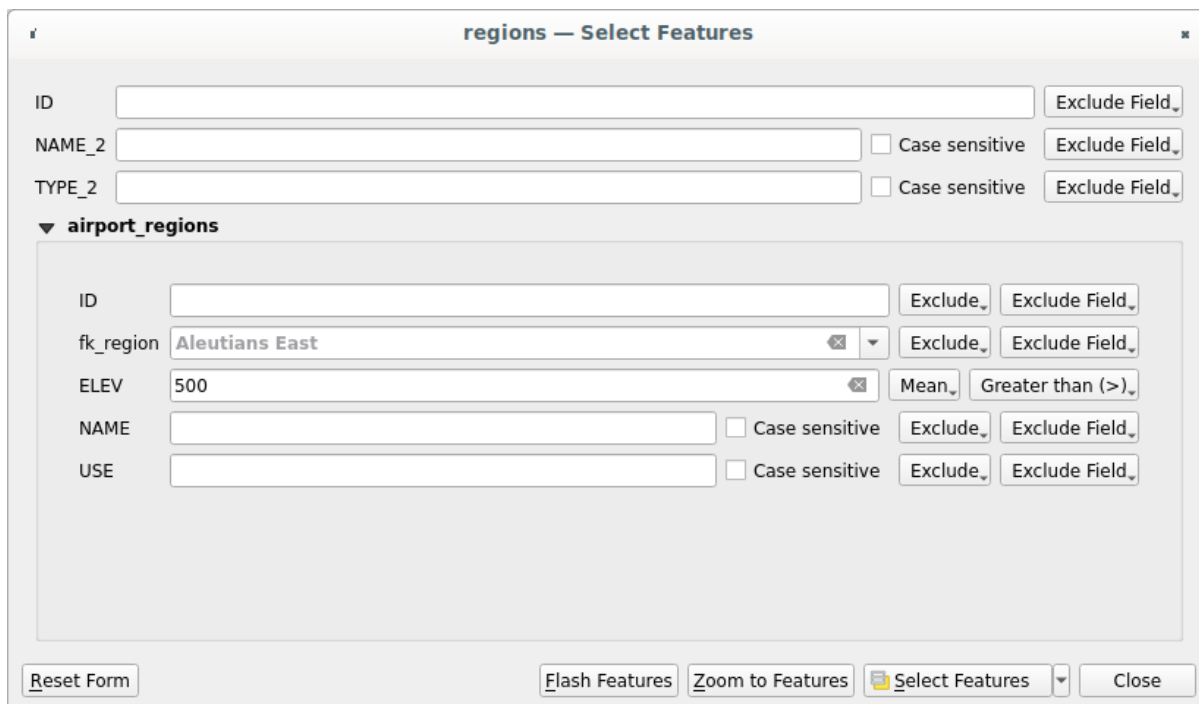 regions — Select Features
ID Exclude Field
NAME_2 Case sensitive Exclude Field
TYPE_2 Case sensitive Exclude Field
airport_regions
ID Exclude Exclude Field
fk_region Aleutians East Exclude Exclude Field
ELEV 500 Mean Greater than (>)
NAME Case sensitive Exclude Exclude Field
USE Case sensitive Exclude Exclude Field
Reset Form Flash Features Zoom to Features Select Features Close